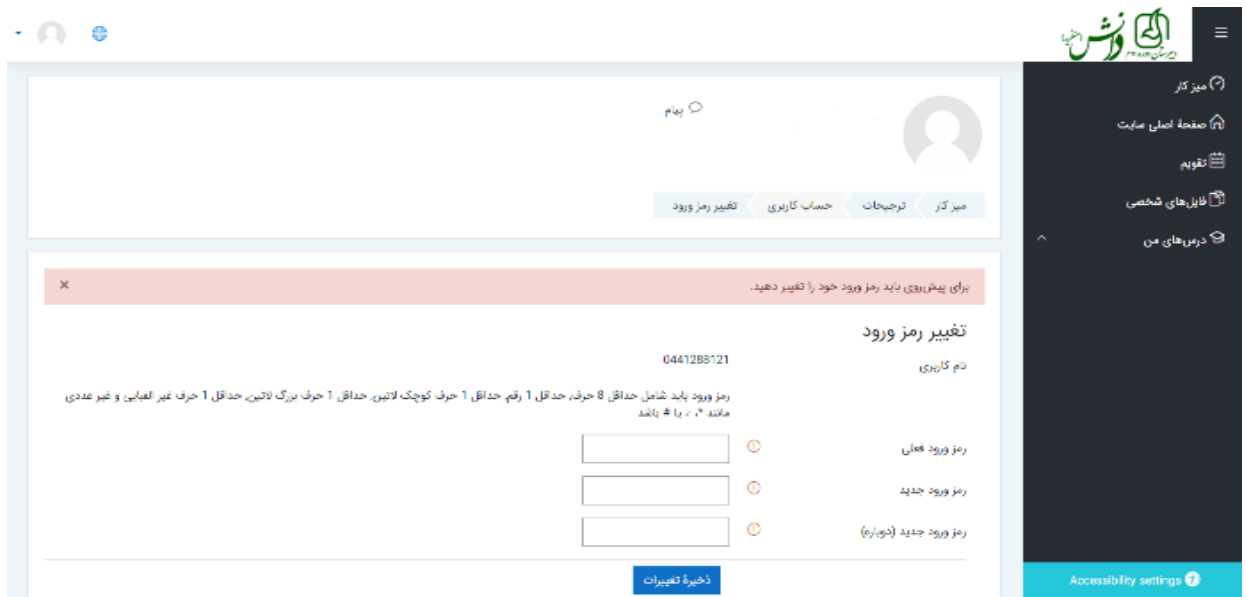 دانش
میز کار
صفحهٔ اصلی سایت
تقویم
فایل‌های شخصی
درس‌های من
Accessibility settings
پیام
میز کار
ترجیحات
حساب کاربری
تغییر رمز ورود
برای پیش‌روی باید رمز ورود خود را تغییر دهید.
×
تغییر رمز ورود
نام کاربری
0441288121
رمز ورود باید شامل حداقل 8 حرف, حداقل 1 رقم, حداقل 1 حرف کوچک لاتین, حداقل 1 حرف بزرگ لاتین, حداقل 1 حرف غیر الفبایی و غیر عددی
مانند *، -، یا # باشد
رمز ورود فعلی
رمز ورود جدید
رمز ورود جدید (دوباره)
ذخیرهٔ تغییرات